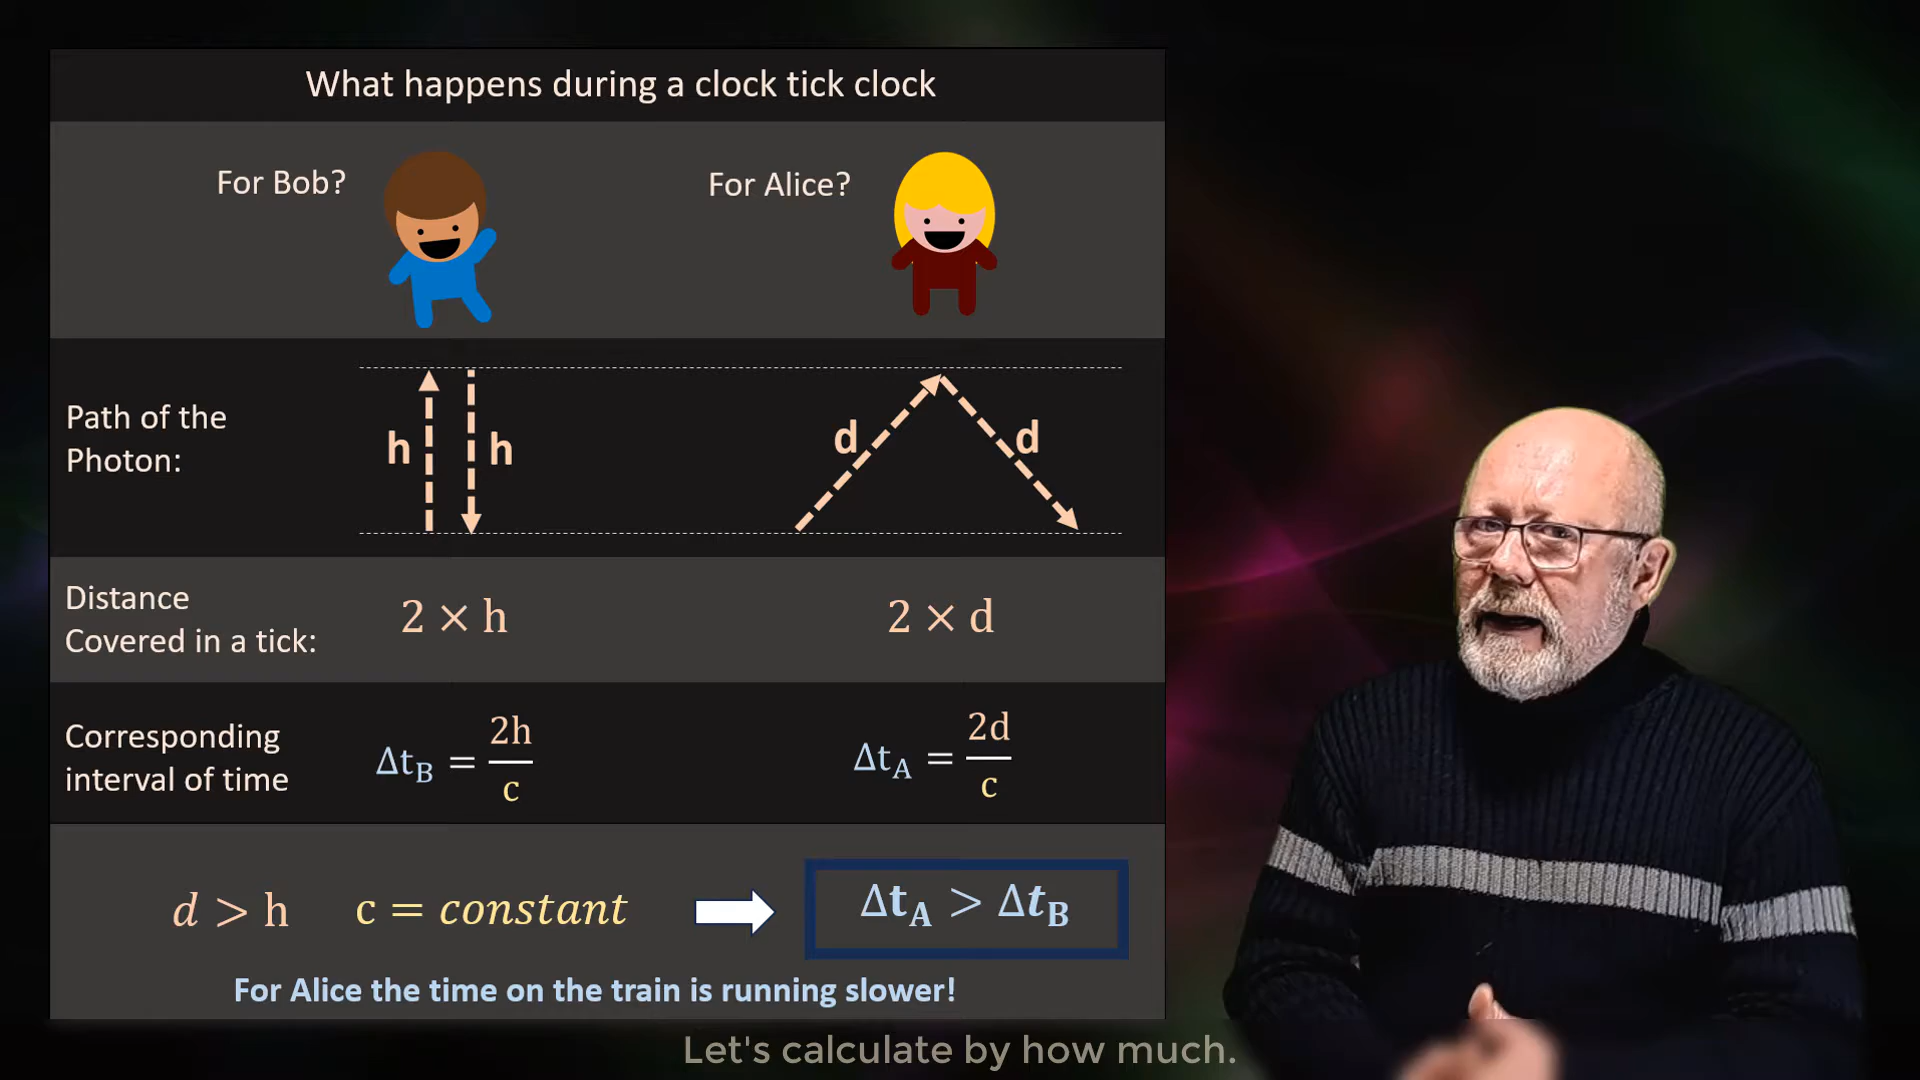 What happens during a clock tick clock
For Bob?
For Alice?
Path of the
Photon:
h
h
d
d
Distance
Covered in a tick:
2 × h
2 × d
Corresponding
interval of time
Δt_B = 2h/c
Δt_A = 2d/c
d > h
c = constant
Δt_A > Δt_B
For Alice the time on the train is running slower!
Let's calculate by how much.